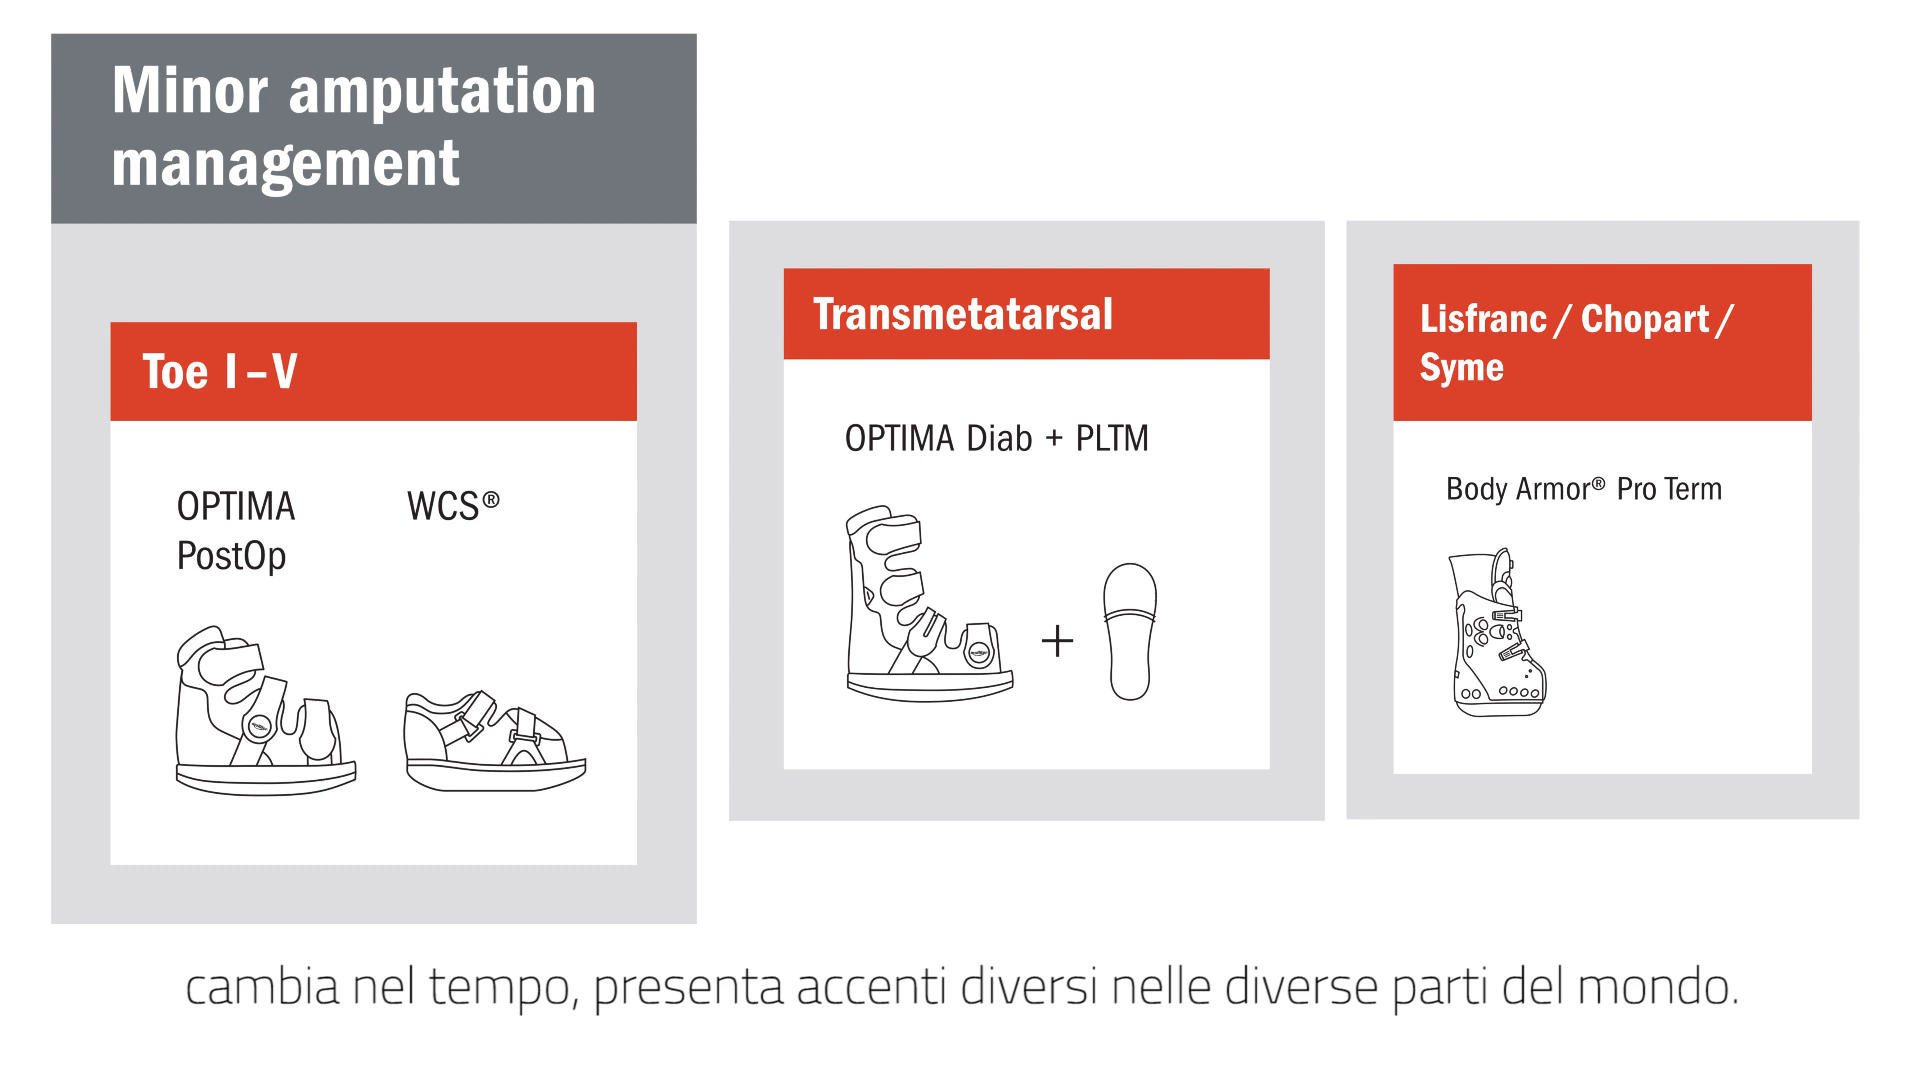 Minor amputation
management
Toe I – V
OPTIMA
PostOp
WCS®
Transmetatarsal
OPTIMA Diab + PLTM
+
Lisfranc / Chopart /
Syme
Body Armor® Pro Term
cambia nel tempo, presenta accenti diversi nelle diverse parti del mondo.